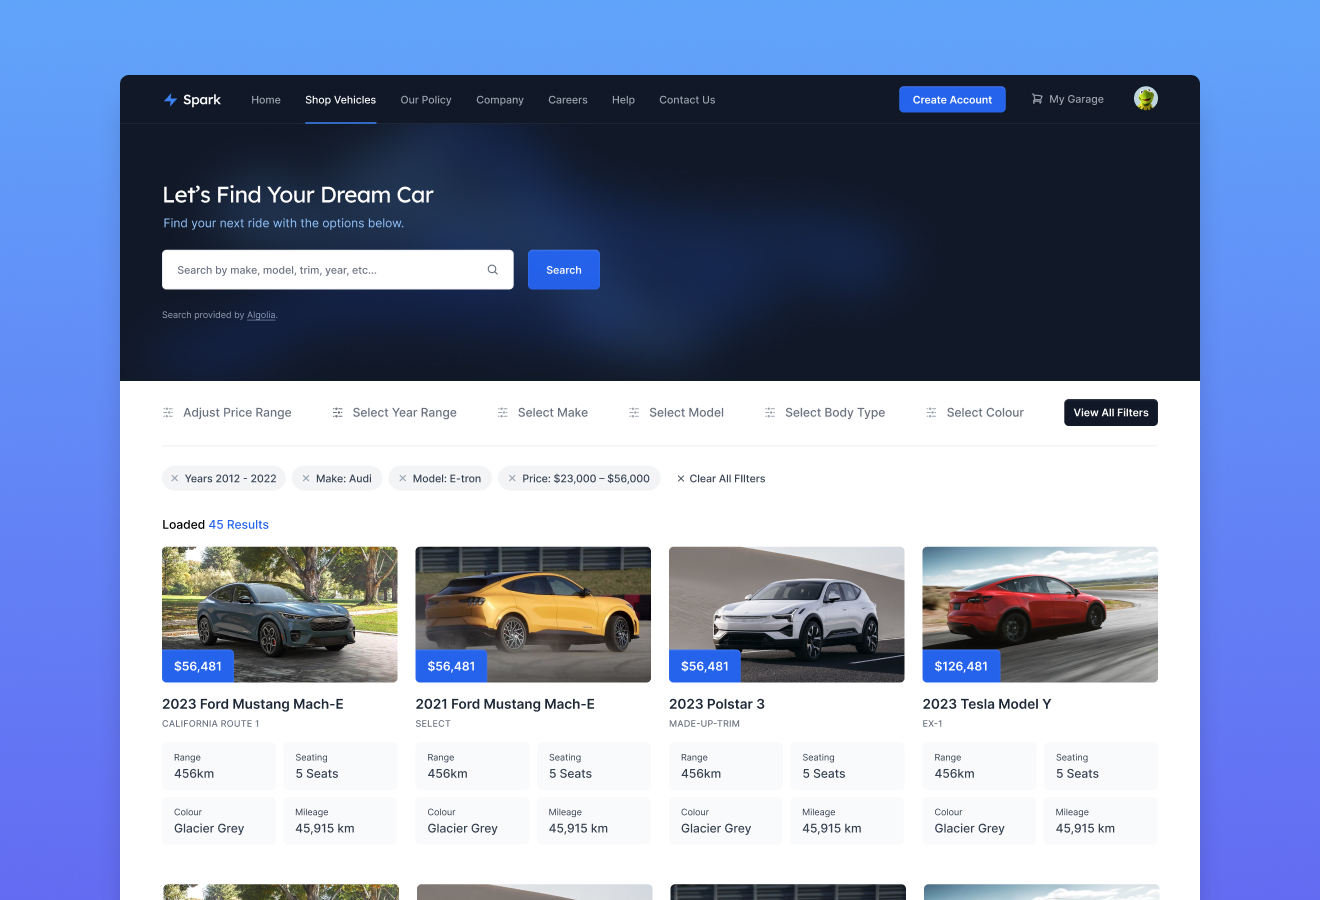 Spark Home Shop Vehicles Our Policy Company Careers Help Contact Us Create Account My Garage
Let’s Find Your Dream Car
Find your next ride with the options below.
Search by make, model, trim, year, etc... Search
Search provided by Algolia.
Adjust Price Range Select Year Range Select Make Select Model Select Body Type Select Colour View All Filters
Years 2012 - 2022 Make: Audi Model: E-tron Price: $23,000 – $56,000 Clear All FIlters
Loaded 45 Results
$56,481 $56,481 $56,481 $126,481
2023 Ford Mustang Mach-E 2021 Ford Mustang Mach-E 2023 Polstar 3 2023 Tesla Model Y
CALIFORNIA ROUTE 1 SELECT MADE-UP-TRIM EX-1
Range Seating Range Seating Range Seating Range Seating
456km 5 Seats 456km 5 Seats 456km 5 Seats 456km 5 Seats
Colour Mileage Colour Mileage Colour Mileage Colour Mileage
Glacier Grey 45,915 km Glacier Grey 45,915 km Glacier Grey 45,915 km Glacier Grey 45,915 km